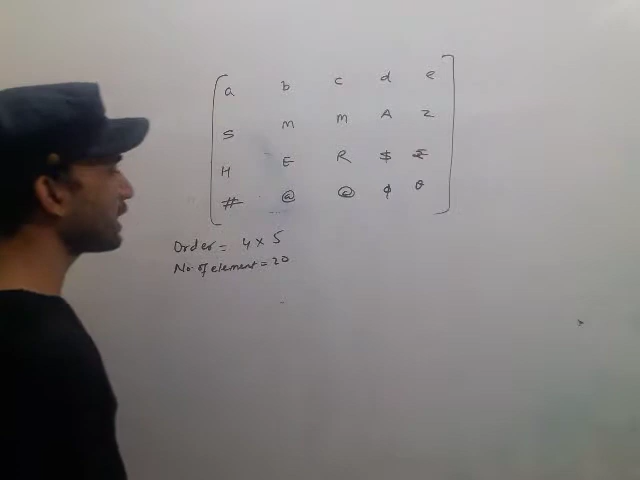 a b c d e
S M m A Z
H E R $ Σ
# @ @ φ θ
Order = 4 x 5
No. of element = 20